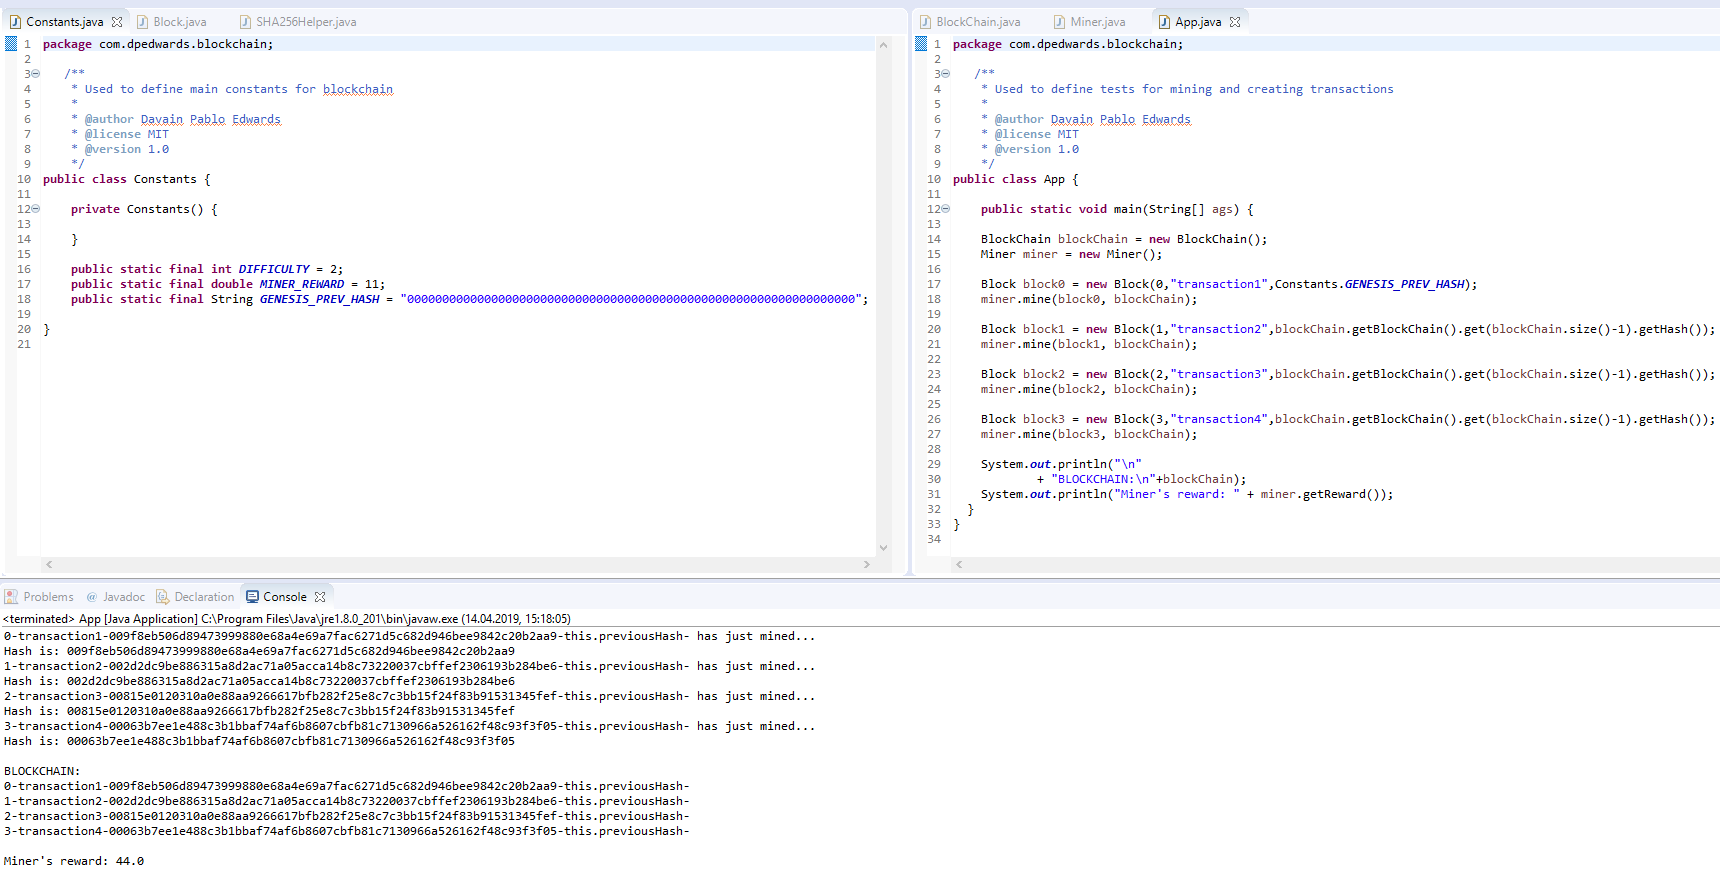 Constants.java Block.java SHA256Helper.java
1 package com.dpedwards.blockchain;
2
3 /**
4 * Used to define main constants for blockchain
5 *
6 * @author Davain Pablo Edwards
7 * @license MIT
8 * @version 1.0
9 */
10 public class Constants {
11
12 private Constants() {
13
14 }
15
16 public static final int DIFFICULTY = 2;
17 public static final double MINER_REWARD = 11;
18 public static final String GENESIS_PREV_HASH = "0000000000000000000000000000000000000000000000000000000000000000";
19
20 }
21
BlockChain.java Miner.java App.java
1 package com.dpedwards.blockchain;
2
3 /**
4 * Used to define tests for mining and creating transactions
5 *
6 * @author Davain Pablo Edwards
7 * @license MIT
8 * @version 1.0
9 */
10 public class App {
11
12 public static void main(String[] ags) {
13
14 BlockChain blockChain = new BlockChain();
15 Miner miner = new Miner();
16
17 Block block0 = new Block(0,"transaction1",Constants.GENESIS_PREV_HASH);
18 miner.mine(block0, blockChain);
19
20 Block block1 = new Block(1,"transaction2",blockChain.getBlockChain().get(blockChain.size()-1).getHash());
21 miner.mine(block1, blockChain);
22
23 Block block2 = new Block(2,"transaction3",blockChain.getBlockChain().get(blockChain.size()-1).getHash());
24 miner.mine(block2, blockChain);
25
26 Block block3 = new Block(3,"transaction4",blockChain.getBlockChain().get(blockChain.size()-1).getHash());
27 miner.mine(block3, blockChain);
28
29 System.out.println("\n"
30 + "BLOCKCHAIN:\n"+blockChain);
31 System.out.println("Miner's reward: " + miner.getReward());
32 }
33 }
34
Problems @ Javadoc Declaration Console
<terminated> App [Java Application] C:\Program Files\Java\jre1.8.0_201\bin\javaw.exe (14.04.2019, 15:18:05)
0-transaction1-009f8eb506d89473999880e68a4e69a7fac6271d5c682d946bee9842c20b2aa9-this.previousHash- has just mined...
Hash is: 009f8eb506d89473999880e68a4e69a7fac6271d5c682d946bee9842c20b2aa9
1-transaction2-002d2dc9be886315a8d2ac71a05acca14b8c73220037cbffef2306193b284be6-this.previousHash- has just mined...
Hash is: 002d2dc9be886315a8d2ac71a05acca14b8c73220037cbffef2306193b284be6
2-transaction3-00815e0120310a0e88aa9266617bfb282f25e8c7c3bb15f24f83b91531345fef-this.previousHash- has just mined...
Hash is: 00815e0120310a0e88aa9266617bfb282f25e8c7c3bb15f24f83b91531345fef
3-transaction4-00063b7ee1e488c3b1bbaf74af6b8607cbfb81c7130966a526162f48c93f3f05-this.previousHash- has just mined...
Hash is: 00063b7ee1e488c3b1bbaf74af6b8607cbfb81c7130966a526162f48c93f3f05

BLOCKCHAIN:
0-transaction1-009f8eb506d89473999880e68a4e69a7fac6271d5c682d946bee9842c20b2aa9-this.previousHash-
1-transaction2-002d2dc9be886315a8d2ac71a05acca14b8c73220037cbffef2306193b284be6-this.previousHash-
2-transaction3-00815e0120310a0e88aa9266617bfb282f25e8c7c3bb15f24f83b91531345fef-this.previousHash-
3-transaction4-00063b7ee1e488c3b1bbaf74af6b8607cbfb81c7130966a526162f48c93f3f05-this.previousHash-

Miner's reward: 44.0